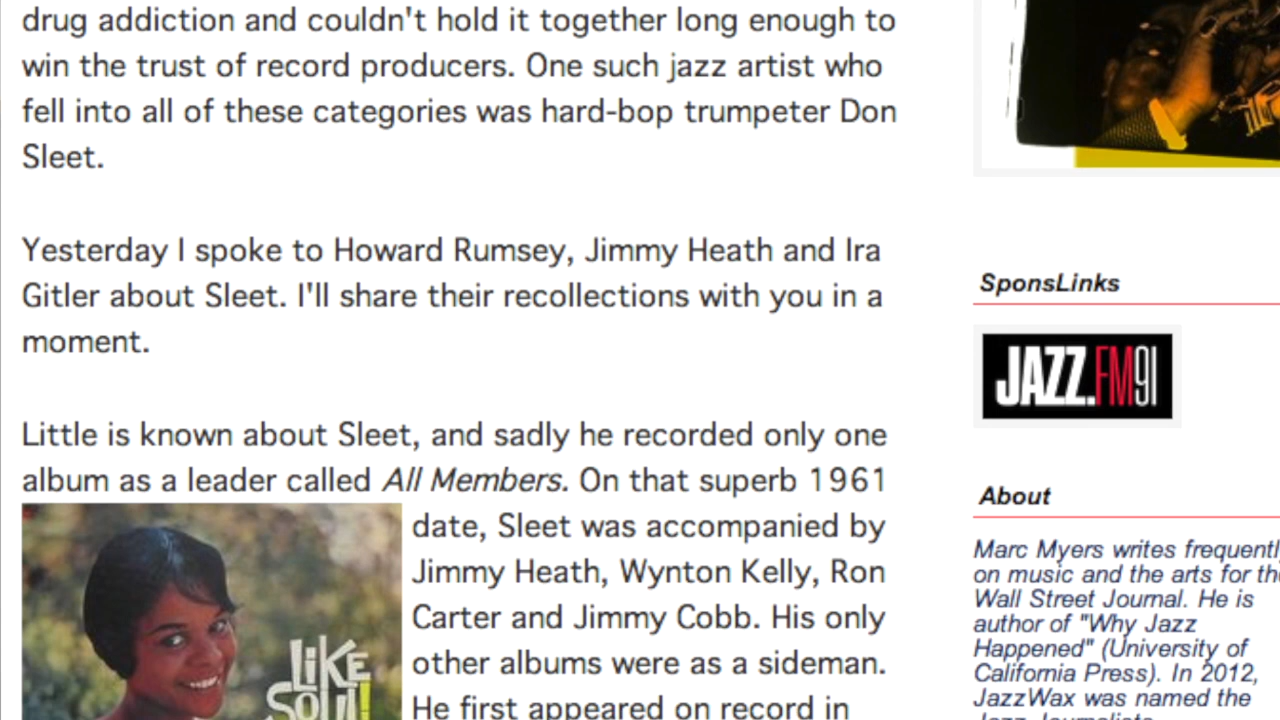 drug addiction and couldn't hold it together long enough to
win the trust of record producers. One such jazz artist who
fell into all of these categories was hard-bop trumpeter Don
Sleet.
Yesterday I spoke to Howard Rumsey, Jimmy Heath and Ira
Gitler about Sleet. I'll share their recollections with you in a
moment.
Little is known about Sleet, and sadly he recorded only one
album as a leader called All Members. On that superb 1961
date, Sleet was accompanied by
Jimmy Heath, Wynton Kelly, Ron
Carter and Jimmy Cobb. His only
other albums were as a sideman.
He first appeared on record in
LIKE
SOUL!
SponsLinks
JAZZ.FM91
About
Marc Myers writes frequently
on music and the arts for the
Wall Street Journal. He is
author of "Why Jazz
Happened" (University of
California Press). In 2012,
JazzWax was named the
Jazz Journalists